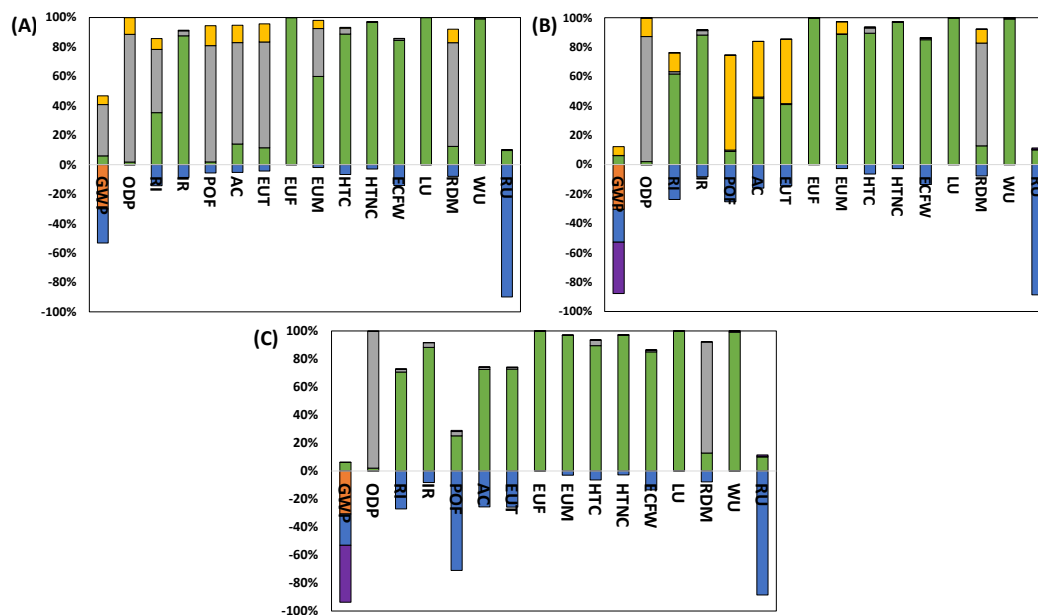 (A)
100%
80%
60%
40%
20%
0%
-20%
-40%
-60%
-80%
-100%
GWP
ODP
RI
IR
POF
AC
EUT
EUF
EUM
HTC
HTNC
ECFW
LU
RDM
WU
RU
(B)
100%
80%
60%
40%
20%
0%
-20%
-40%
-60%
-80%
-100%
GWP
ODP
RI
IR
POF
AC
EUT
EUF
EUM
HTC
HTNC
ECFW
LU
RDM
WU
RU
(C)
100%
80%
60%
40%
20%
0%
-20%
-40%
-60%
-80%
-100%
GWP
ODP
RI
IR
POF
AC
EUT
EUF
EUM
HTC
HTNC
ECFW
LU
RDM
WU
RU